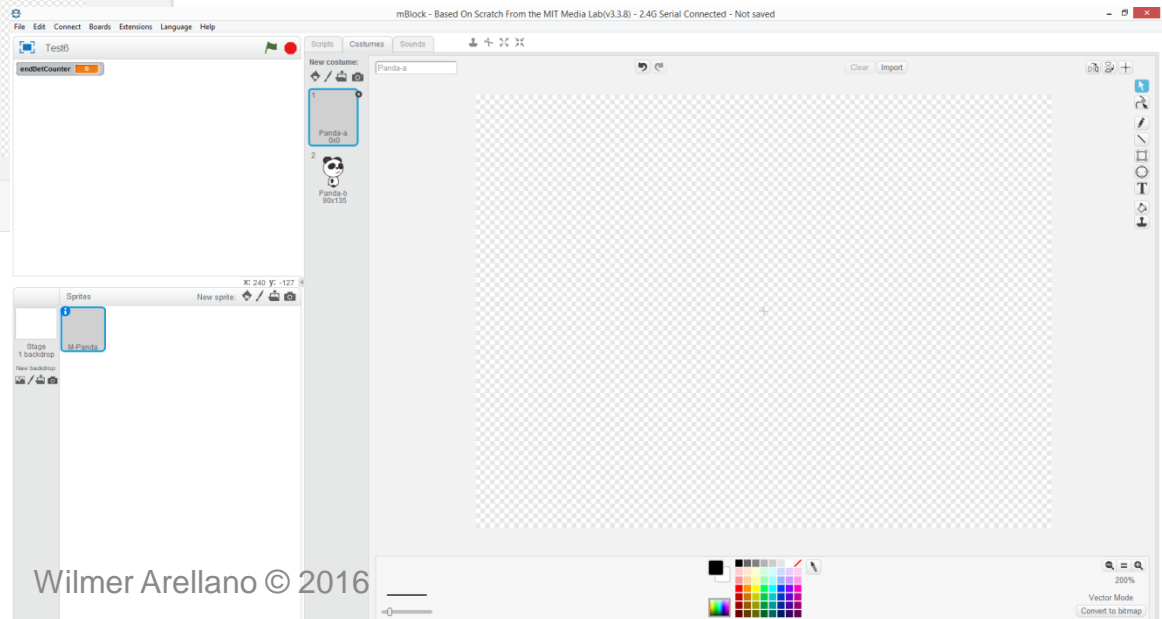 mBlock - Based On Scratch From the MIT Media Lab(v3.3.8) - 2.4G Serial Connected - Not saved
File Edit Connect Boards Extensions Language Help
Test6
endDetCounter 0
X: 240 y: -127
Sprites
New sprite:
Stage
1 backdrop
New backdrop:
M-Panda
Scripts Costumes Sounds
New costume:
1
Panda-a
0x0
2
Panda-b
90x135
Panda-a
Clear Import
T
200%
Vector Mode
Convert to bitmap
Wilmer Arellano © 2016